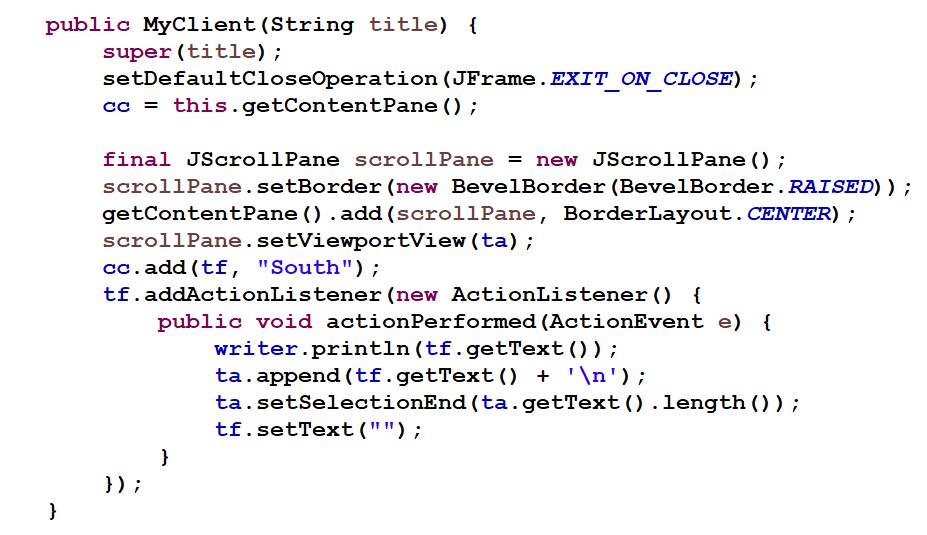 public MyClient(String title) {
    super(title);
    setDefaultCloseOperation(JFrame.EXIT_ON_CLOSE);
    cc = this.getContentPane();

    final JScrollPane scrollPane = new JScrollPane();
    scrollPane.setBorder(new BevelBorder(BevelBorder.RAISED));
    getContentPane().add(scrollPane, BorderLayout.CENTER);
    scrollPane.setViewportView(ta);
    cc.add(tf, "South");
    tf.addActionListener(new ActionListener() {
        public void actionPerformed(ActionEvent e) {
            writer.println(tf.getText());
            ta.append(tf.getText() + '\n');
            ta.setSelectionEnd(ta.getText().length());
            tf.setText("");
        }
    });
}